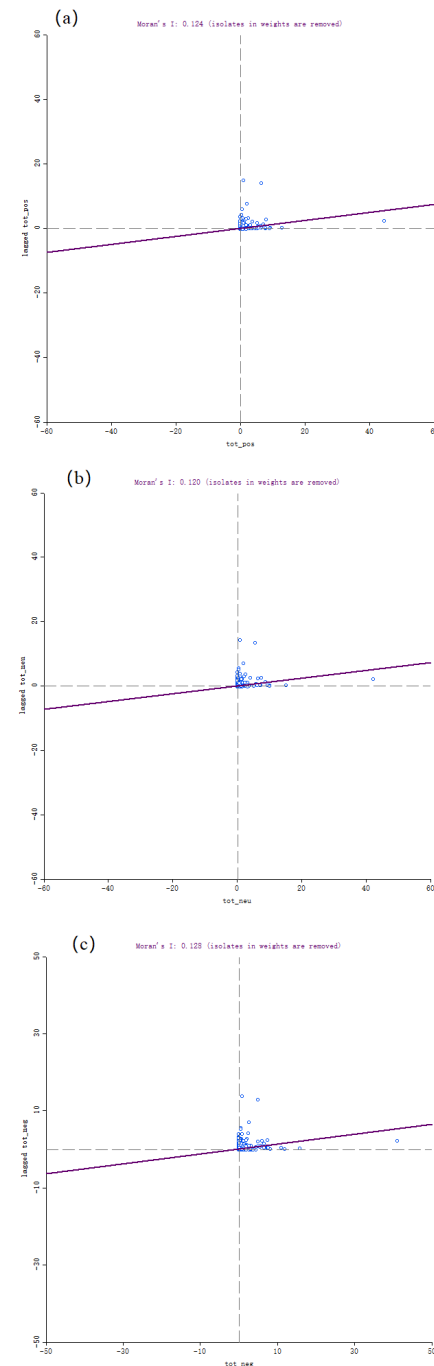 (a)
Moran's I: 0.124 (isolates in weights are removed)
60
40
20
0
-20
-40
-60
lagged tot_pos
-60 -40 -20 0 20 40 60
tot_pos
(b)
Moran's I: 0.120 (isolates in weights are removed)
60
40
20
0
-20
-40
-60
lagged tot_neu
-60 -40 -20 0 20 40 60
tot_neu
(c)
Moran's I: 0.128 (isolates in weights are removed)
50
30
10
-10
-30
-50
lagged tot_neg
-50 -30 -10 10 30 50
tot_neg